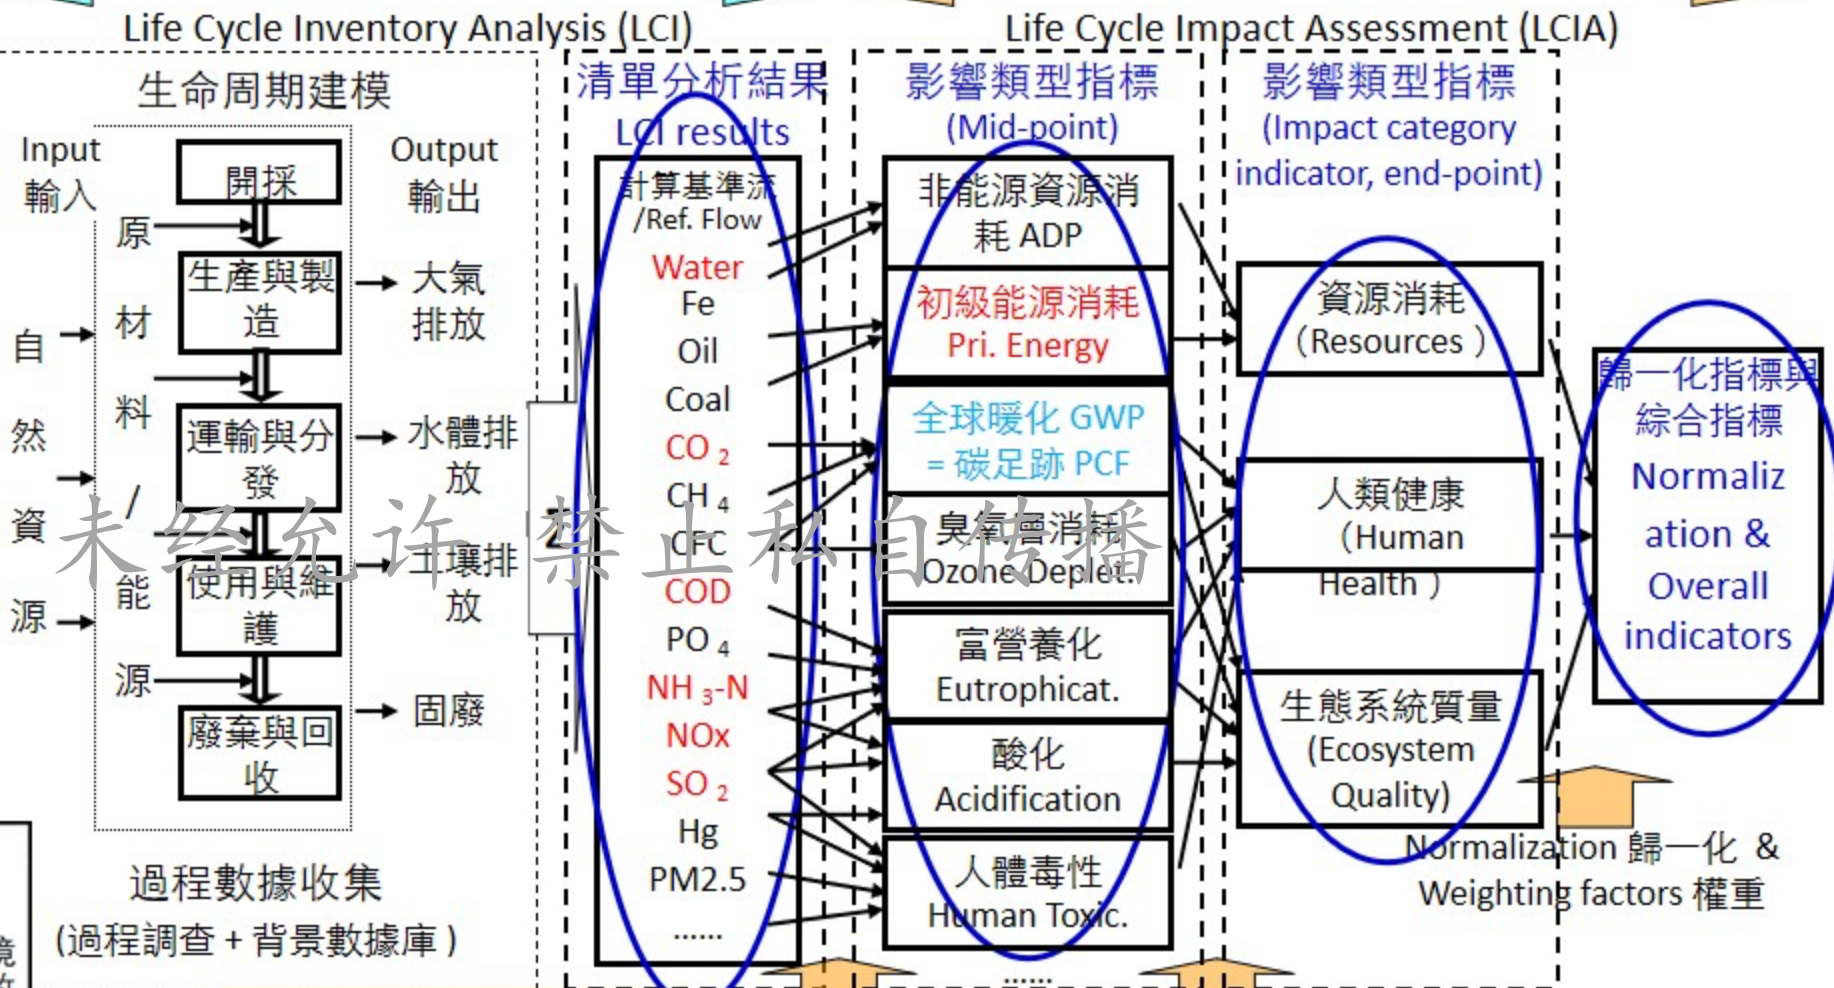 Life Cycle Inventory Analysis (LCI)
Life Cycle Impact Assessment (LCIA)
生命周期建模
Input
輸入
Output
輸出
自
然
資
源
原
材
料
/
能
源
開採
生產與製
造
運輸與分
發
使用與維
護
廢棄與回
收
大氣
排放
水體排
放
土壤排
放
固廢
過程數據收集
(過程調查 + 背景數據庫 )
Σ
清單分析結果
LCI results
計算基準流
/Ref. Flow
Water
Fe
Oil
Coal
CO 2
CH 4
CFC
COD
PO 4
NH 3-N
NOx
SO 2
Hg
PM2.5
......
影響類型指標
(Mid-point)
非能源資源消
耗 ADP
初級能源消耗
Pri. Energy
全球暖化 GWP
= 碳足跡 PCF
臭氧層消耗
Ozone Deplet.
富營養化
Eutrophicat.
酸化
Acidification
人體毒性
Human Toxic.
......
影響類型指標
(Impact category
indicator, end-point)
資源消耗
（Resources ）
人類健康
（Human
Health ）
生態系統質量
(Ecosystem
Quality)
歸一化指標與
綜合指標
Normaliz
ation &
Overall
indicators
Normalization 歸一化 &
Weighting factors 權重
未经允许 禁止私自传播